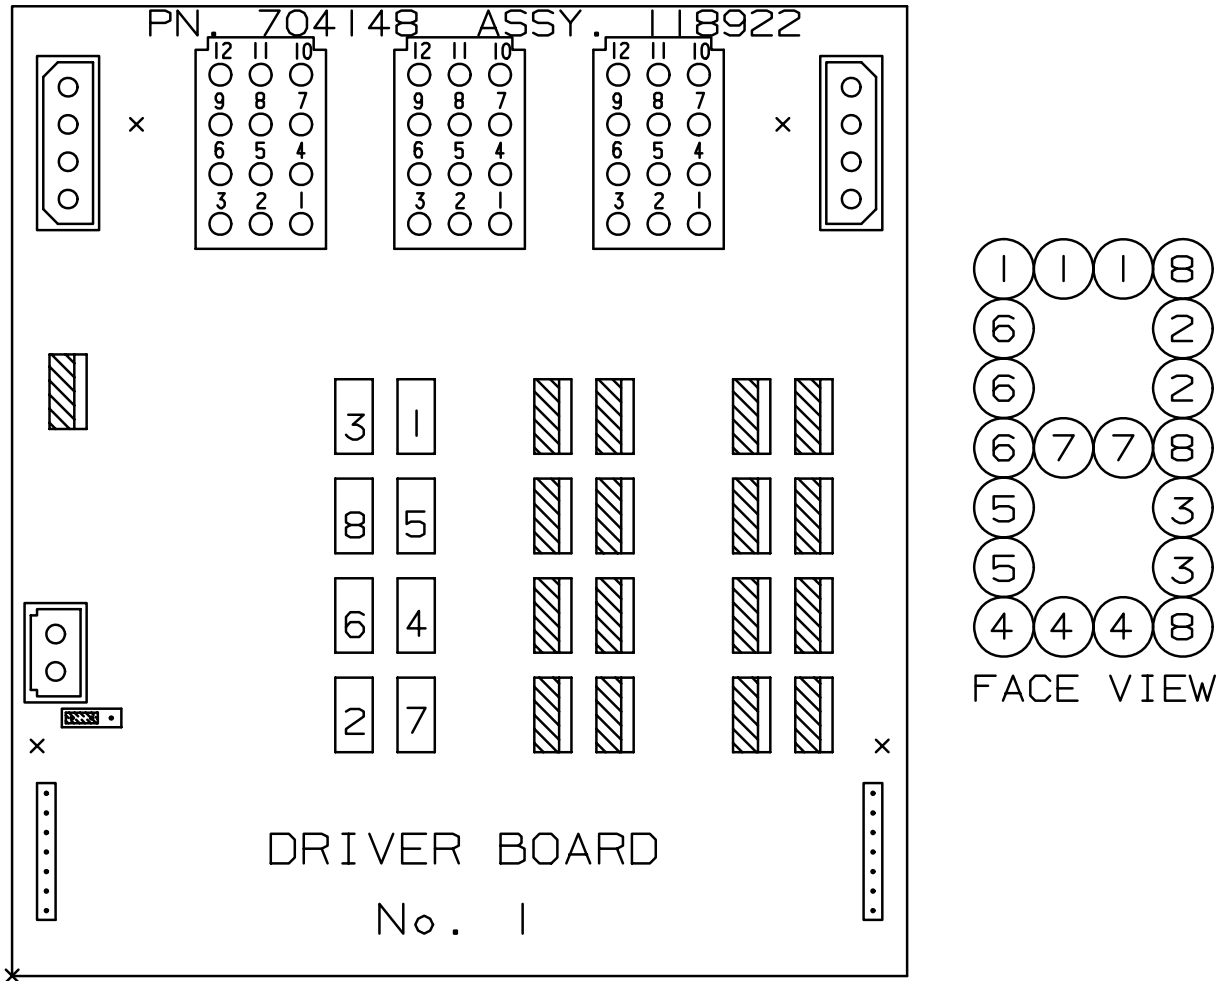 PN. 704148 ASSY. 118922
12 11 10 12 11 10 12 11 10
9 8 7 9 8 7 9 8 7
6 5 4 6 5 4 6 5 4
3 2 1 3 2 1 3 2 1
3 1
8 5
6 4
2 7
DRIVER BOARD
No. 1
1 1 1 8
6 2
6 2
6 7 7 8
5 3
5 3
4 4 4 8
FACE VIEW